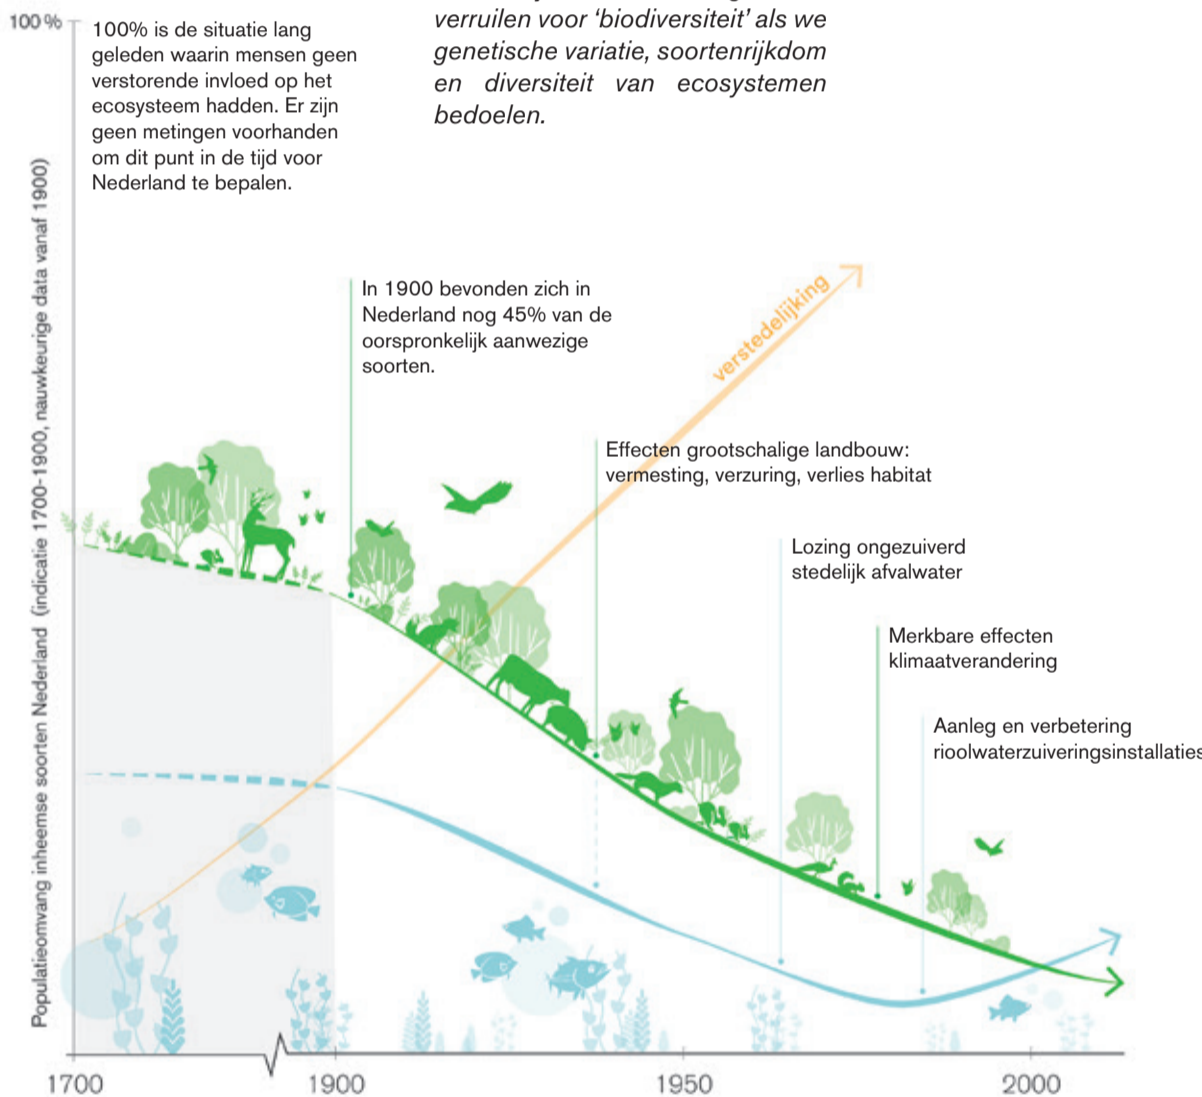 100%
100% is de situatie lang
geleden waarin mensen geen
verstorende invloed op het
ecosysteem hadden. Er zijn
geen metingen voorhanden
om dit punt in de tijd voor
Nederland te bepalen.
verruilen voor ‘biodiversiteit’ als we
genetische variatie, soortenrijkdom
en diversiteit van ecosystemen
bedoelen.
Populatieomvang inheemse soorten Nederland (indicatie 1700-1900, nauwkeurige data vanaf 1900)
In 1900 bevonden zich in
Nederland nog 45% van de
oorspronkelijk aanwezige
soorten.
verstedelijking
Effecten grootschalige landbouw:
vermesting, verzuring, verlies habitat
Lozing ongezuiverd
stedelijk afvalwater
Merkbare effecten
klimaatverandering
Aanleg en verbetering
rioolwaterzuiveringsinstallaties
1700
1900
1950
2000